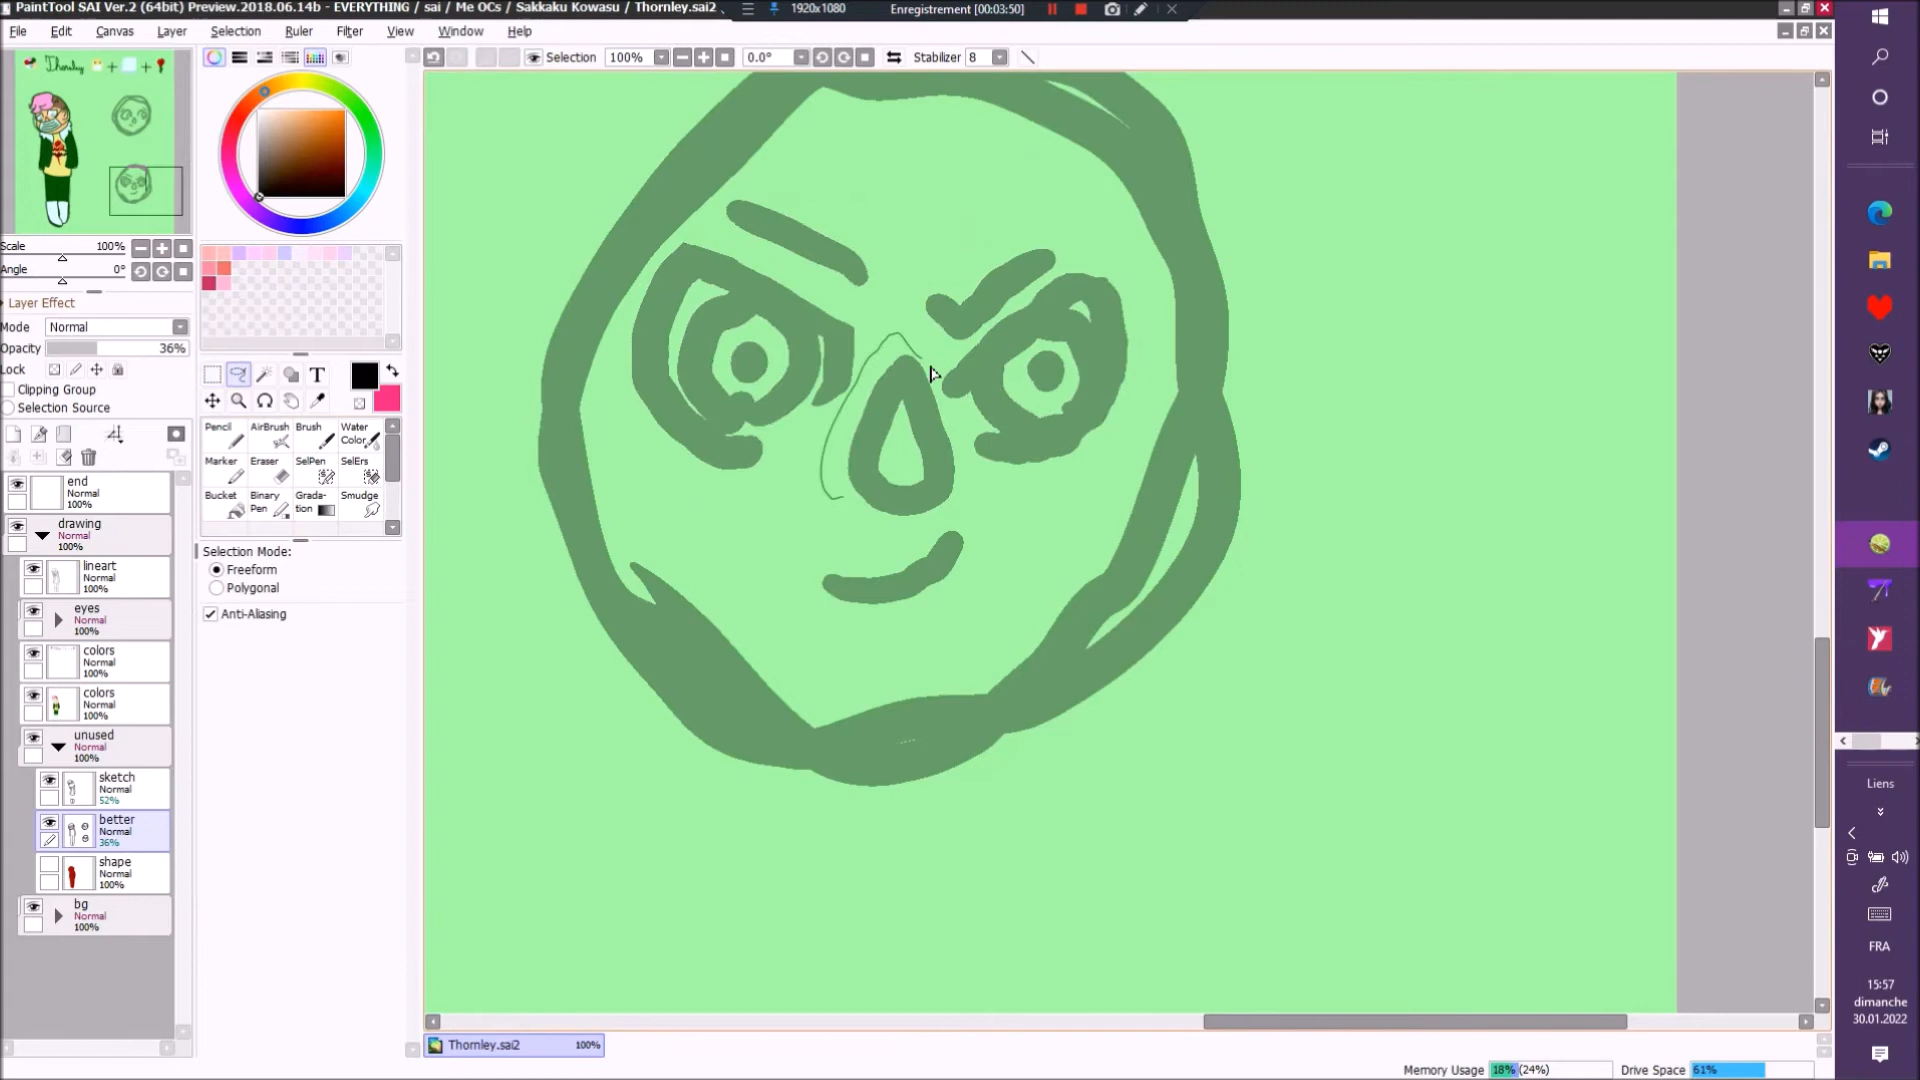 PaintTool SAI Ver.2 (64bit) Preview.2018.06.14b - EVERYTHING / sai / Me OCs / Sakkaku Kowasu / Thornley.sai2
1920x1080
Enregistrement [00:03:50]
File Edit Canvas Layer Selection Ruler Filter View Window Help
Selection 100% 0.0° Stabilizer 8
Thornley + +
Scale 100%
Angle 0°
Layer Effect
Mode Normal
Opacity 36%
Lock
Clipping Group
Selection Source
end
Normal
100%
drawing
Normal
100%
lineart
Normal
100%
eyes
Normal
100%
colors
Normal
100%
colors
Normal
100%
unused
Normal
100%
sketch
Normal
52%
better
Normal
36%
shape
Normal
100%
bg
Normal
100%
T
Pencil AirBrush Brush Water Color
Marker Eraser SelPen SelErs
Bucket Binary Pen Grada-tion Smudge
Selection Mode:
Freeform
Polygonal
Anti-Aliasing
Thornley.sai2 100%
Memory Usage 18% (24%) Drive Space 61%
Liens
FRA
15:57
dimanche
30.01.2022